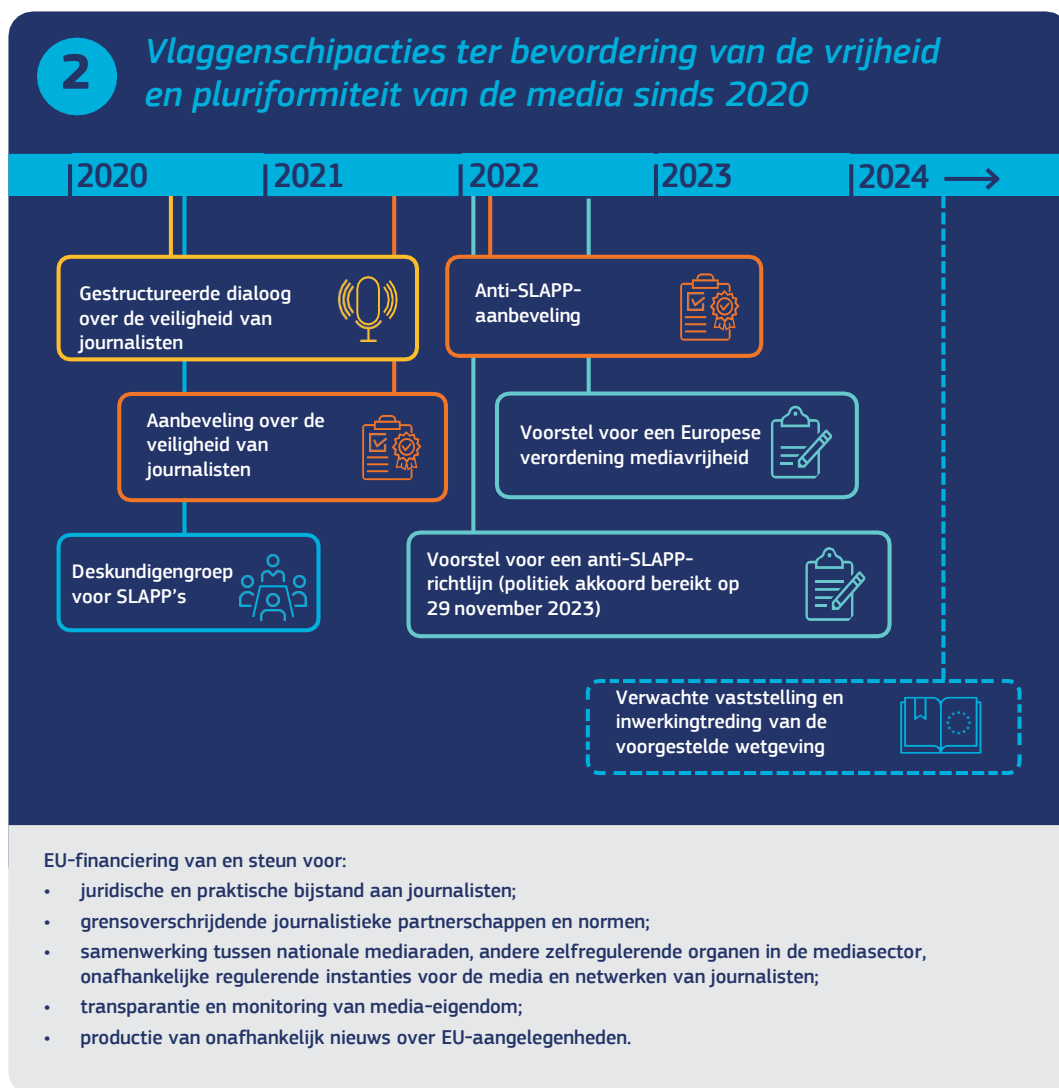 2
Vlaggenschipacties ter bevordering van de vrijheid
en pluriformiteit van de media sinds 2020
2020
2021
2022
2023
2024
Gestructureerde dialoog
over de veiligheid van
journalisten
Anti-SLAPP-
aanbeveling
Aanbeveling over de
veiligheid van
journalisten
Voorstel voor een Europese
verordening mediavrijheid
Deskundigengroep
voor SLAPP's
Voorstel voor een anti-SLAPP-
richtlijn (politiek akkoord bereikt op
29 november 2023)
Verwachte vaststelling en
inwerkingtreding van de
voorgestelde wetgeving
EU-financiering van en steun voor:
• juridische en praktische bijstand aan journalisten;
• grensoverschrijdende journalistieke partnerschappen en normen;
• samenwerking tussen nationale mediaraden, andere zelfregulerende organen in de mediasector,
onafhankelijke regulerende instanties voor de media en netwerken van journalisten;
• transparantie en monitoring van media-eigendom;
• productie van onafhankelijk nieuws over EU-aangelegenheden.